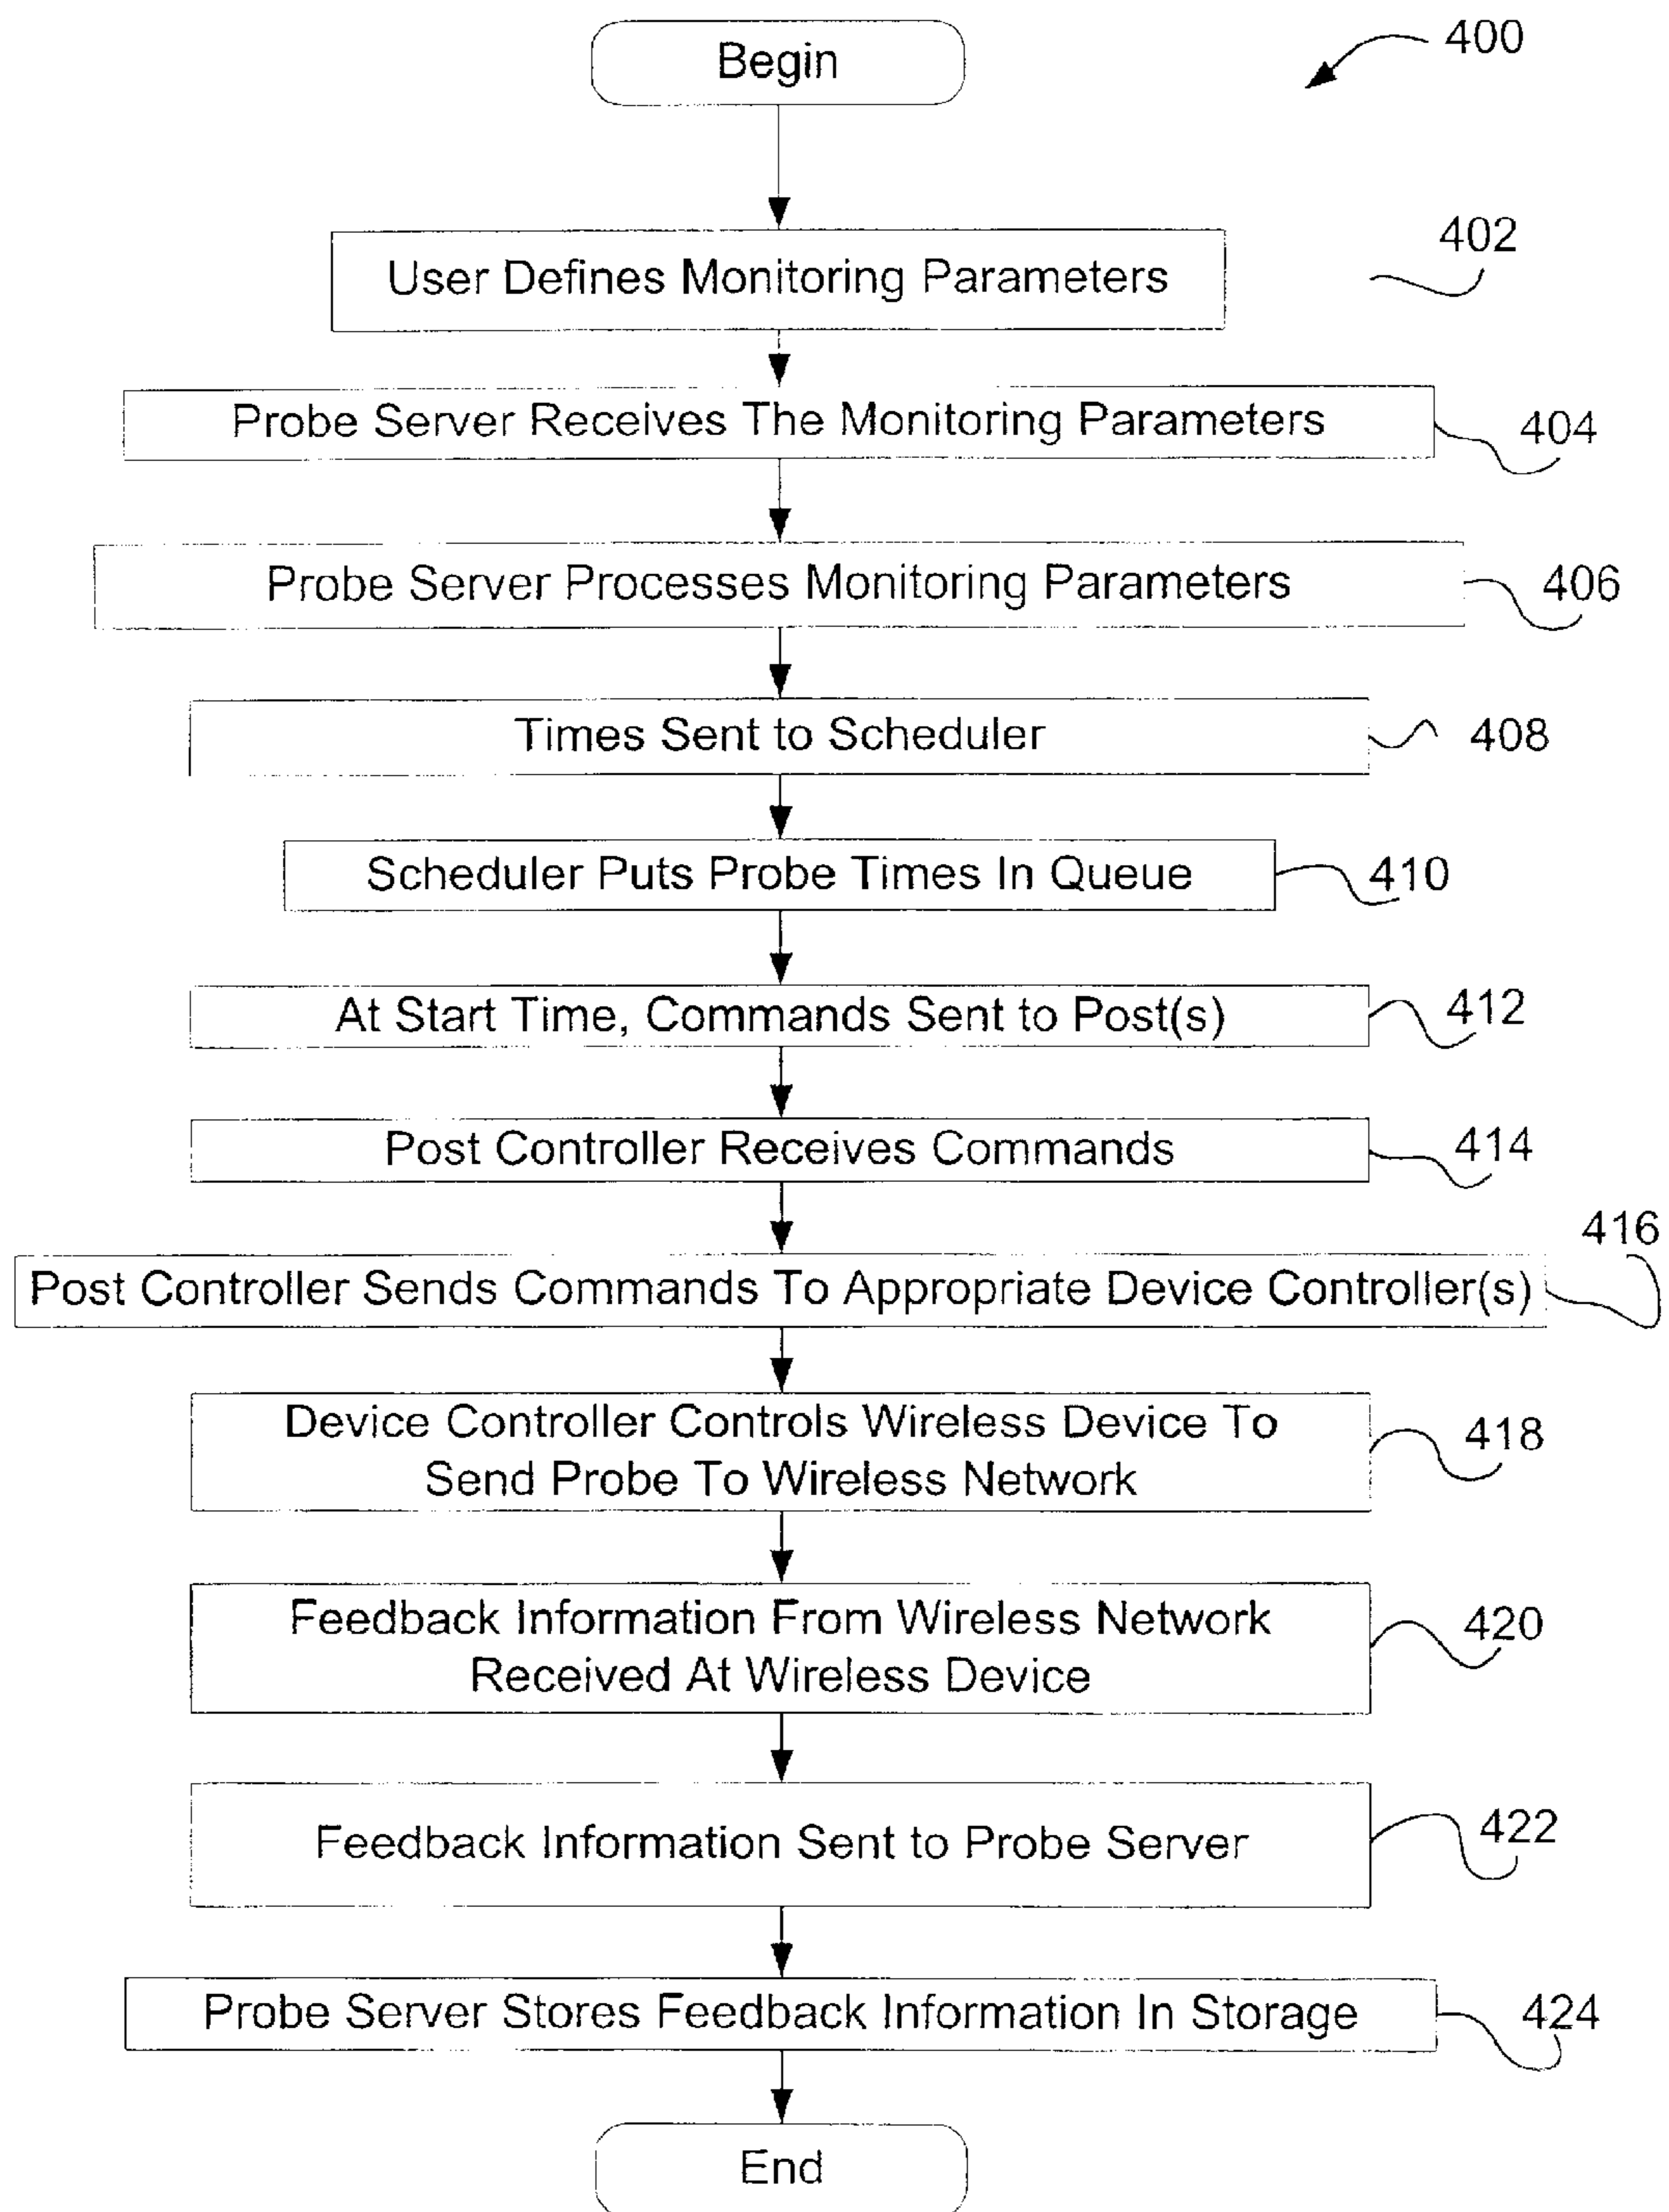 Begin
400
User Defines Monitoring Parameters
402
Probe Server Receives The Monitoring Parameters
404
Probe Server Processes Monitoring Parameters
406
Times Sent to Scheduler
408
Scheduler Puts Probe Times In Queue
410
At Start Time, Commands Sent to Post(s)
412
Post Controller Receives Commands
414
Post Controller Sends Commands To Appropriate Device Controller(s)
416
Device Controller Controls Wireless Device To
Send Probe To Wireless Network
418
Feedback Information From Wireless Network
Received At Wireless Device
420
Feedback Information Sent to Probe Server
422
Probe Server Stores Feedback Information In Storage
424
End